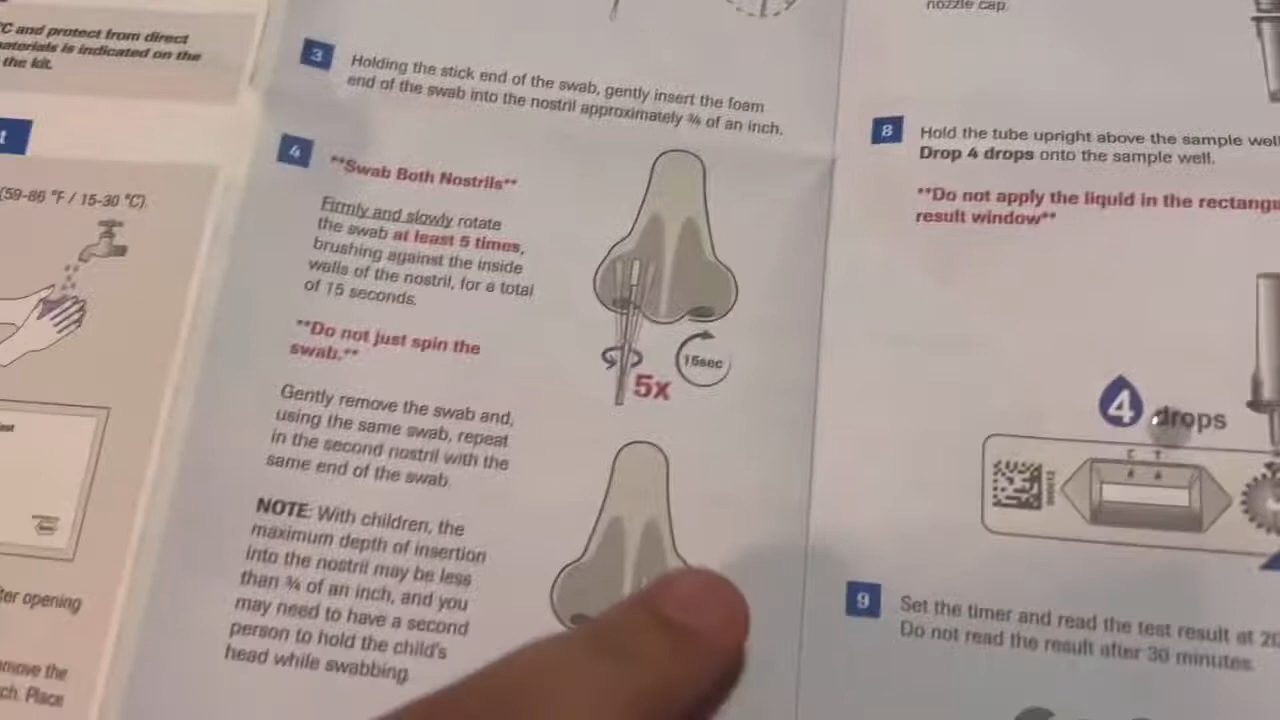 °C and protect from direct
materials is indicated on the
the kit.
t
(59-86 °F / 15-30 °C).
opening
the
Place
3
Holding the stick end of the swab, gently insert the foam
end of the swab into the nostril approximately ¾ of an inch.
4
**Swab Both Nostrils**
Firmly and slowly rotate
the swab at least 5 times,
brushing against the inside
walls of the nostril, for a total
of 15 seconds.
**Do not just spin the
swab.**
Gently remove the swab and,
using the same swab, repeat
in the second nostril with the
same end of the swab.
NOTE: With children, the
maximum depth of insertion
into the nostril may be less
than ¾ of an inch, and you
may need to have a second
person to hold the child's
head while swabbing.
15sec
5x
nozzle cap.
8
Hold the tube upright above the sample well
Drop 4 drops onto the sample well.
**Do not apply the liquid in the
result window**
4 drops
C T
9
Set the timer and read the test result at
Do not read the result after 30 minutes.